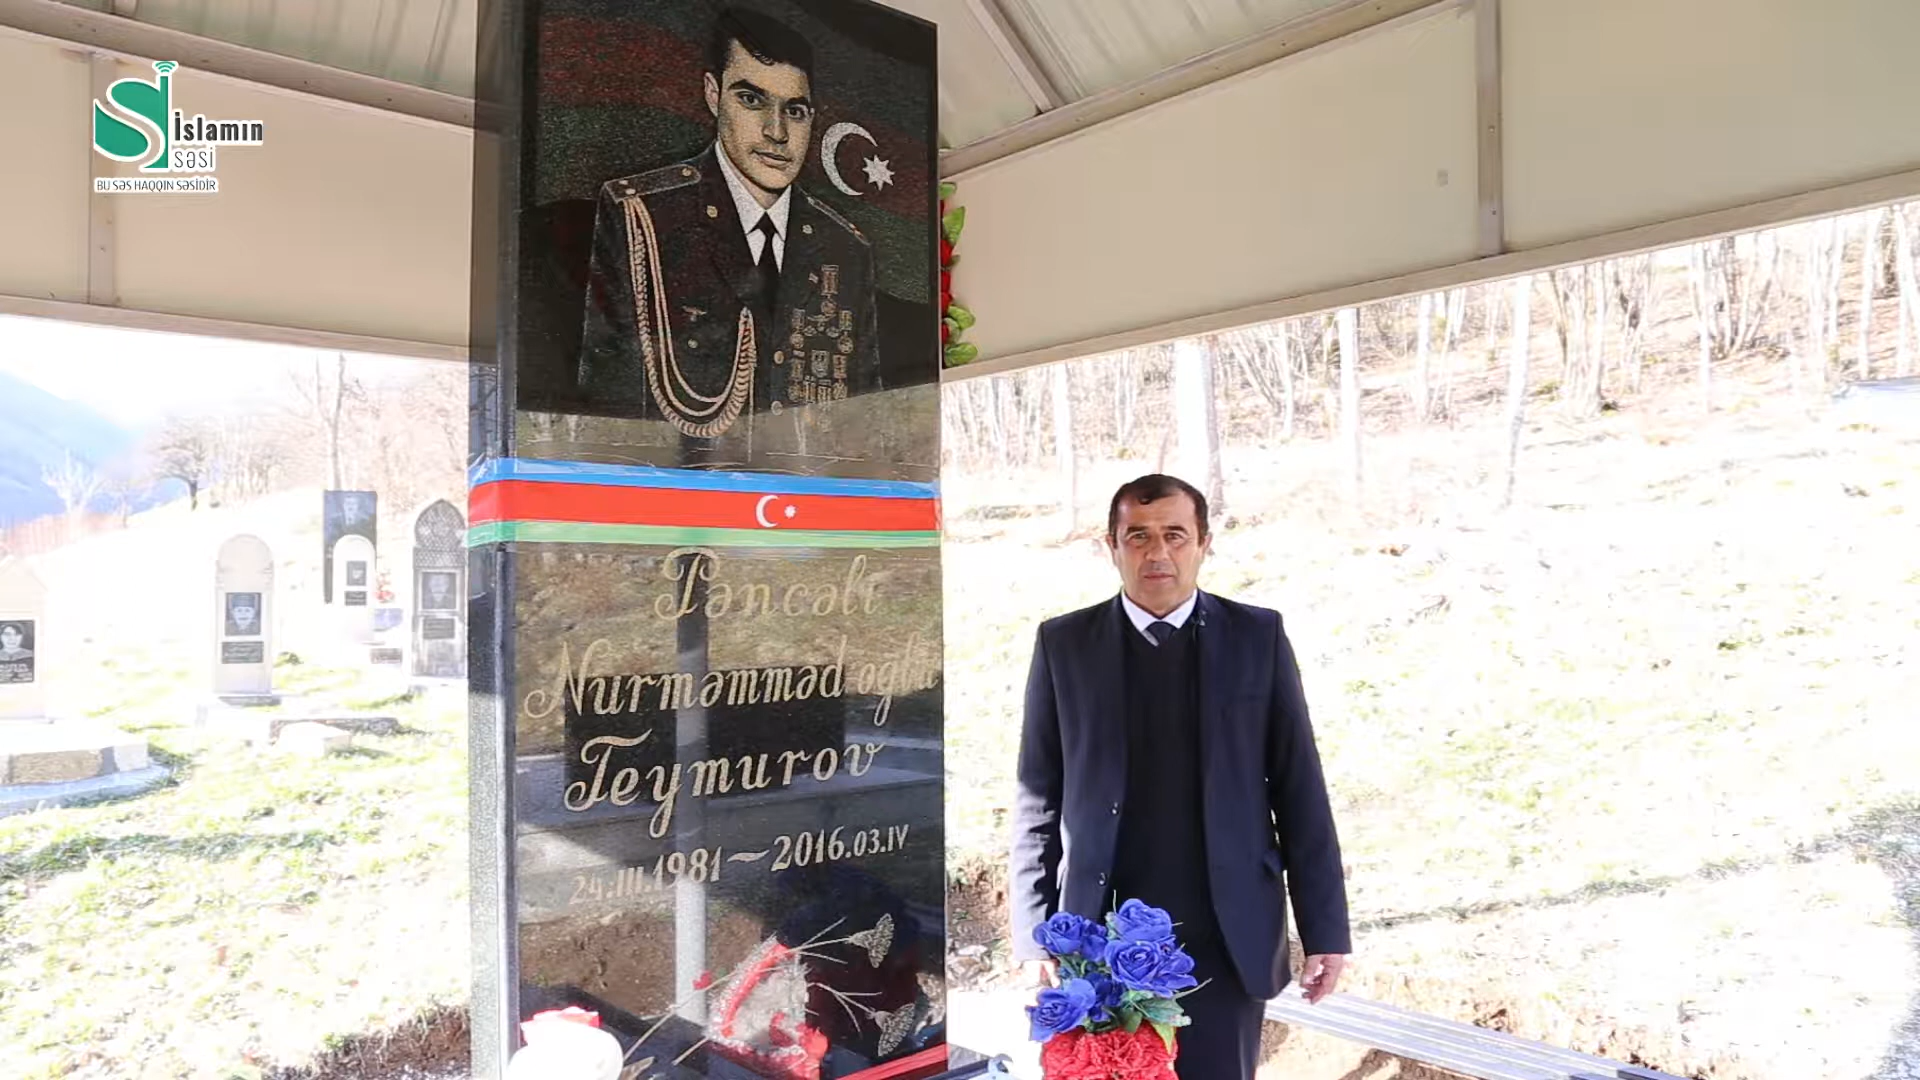 İslamın
səsi
BU SƏS HAQQIN SƏSİDİR
Pəncəli
Nurməmməd oğlu
Teymurov
24.III.1981~2016.03.IV